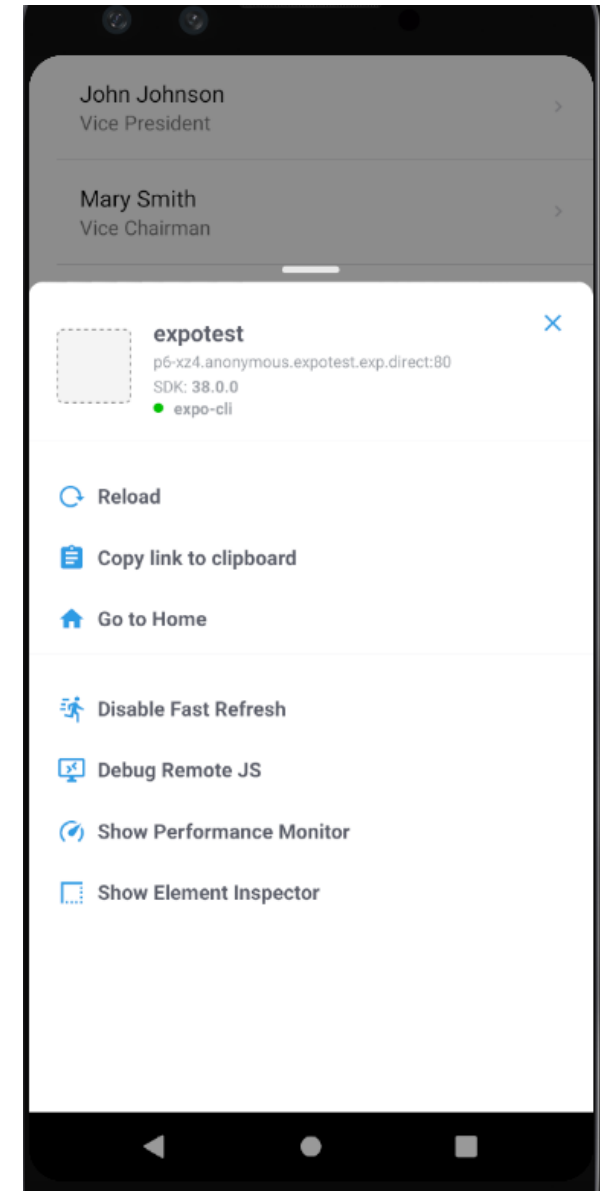 John Johnson
Vice President
Mary Smith
Vice Chairman
expotest
p6-xz4.anonymous.expotest.exp.direct:80
SDK: 38.0.0
expo-cli
Reload
Copy link to clipboard
Go to Home
Disable Fast Refresh
Debug Remote JS
Show Performance Monitor
Show Element Inspector